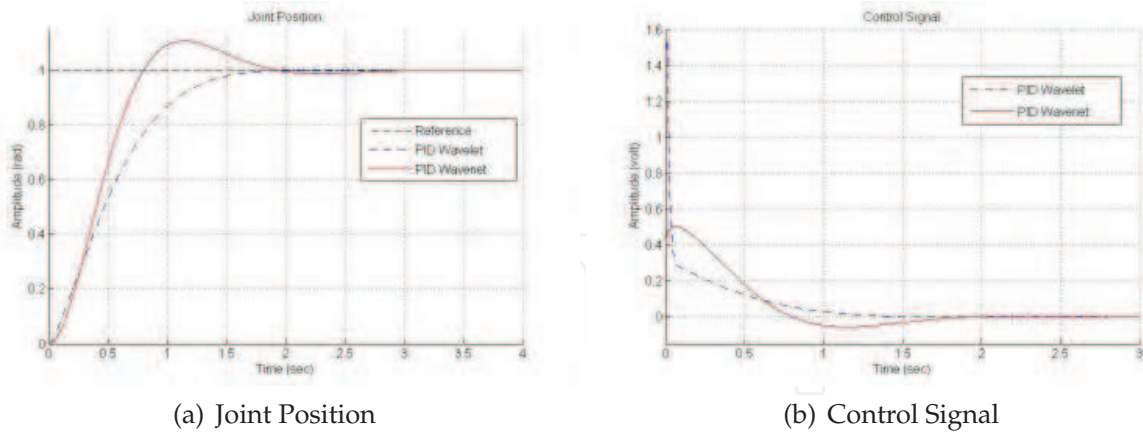 Joint Position
Amplitude (rad)
1
0.8
0.6
0.4
0.2
0
0 0.5 1 1.5 2 2.5 3 3.5 4
Time (sec)
Reference
PID Wavelet
PID Wavenet
(a) Joint Position
Control Signal
Amplitude (volt)
1.6
1.4
1.2
1
0.8
0.6
0.4
0.2
0
0 0.5 1 1.5 2 2.5 3
Time (sec)
PID Wavelet
PID Wavenet
(b) Control Signal